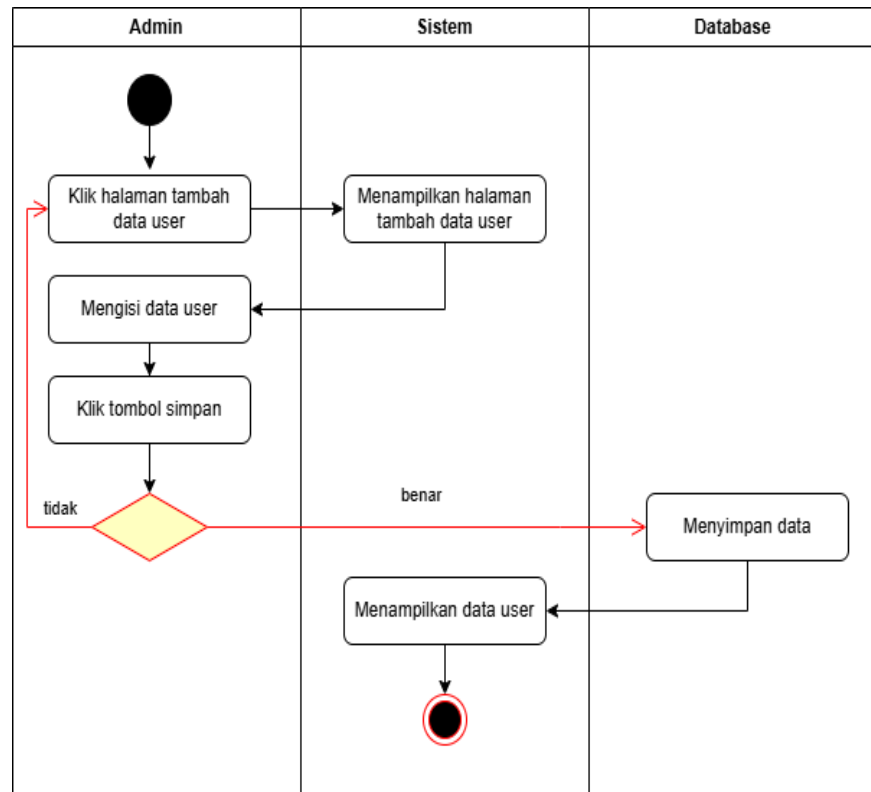 Admin
Sistem
Database
Klik halaman tambah
data user
Menampilkan halaman
tambah data user
Mengisi data user
Klik tombol simpan
tidak
benar
Menyimpan data
Menampilkan data user